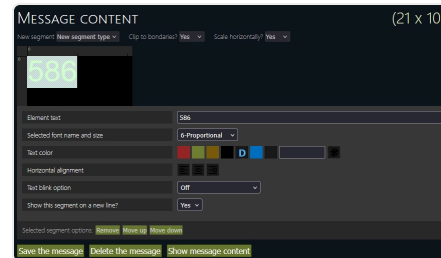 MESSAGE CONTENT (21 x 10
New segment New segment type Clip to bondaries? Yes Scale horizontally? Yes
0
0
586
Element text 586
Selected font name and size 6-Proportional
Text color D
Horizontal alignment
Text blink option Off
Show this segment on a new line? Yes
Selected segment options: Remove Move up Move down
Save the message Delete the message Show message content